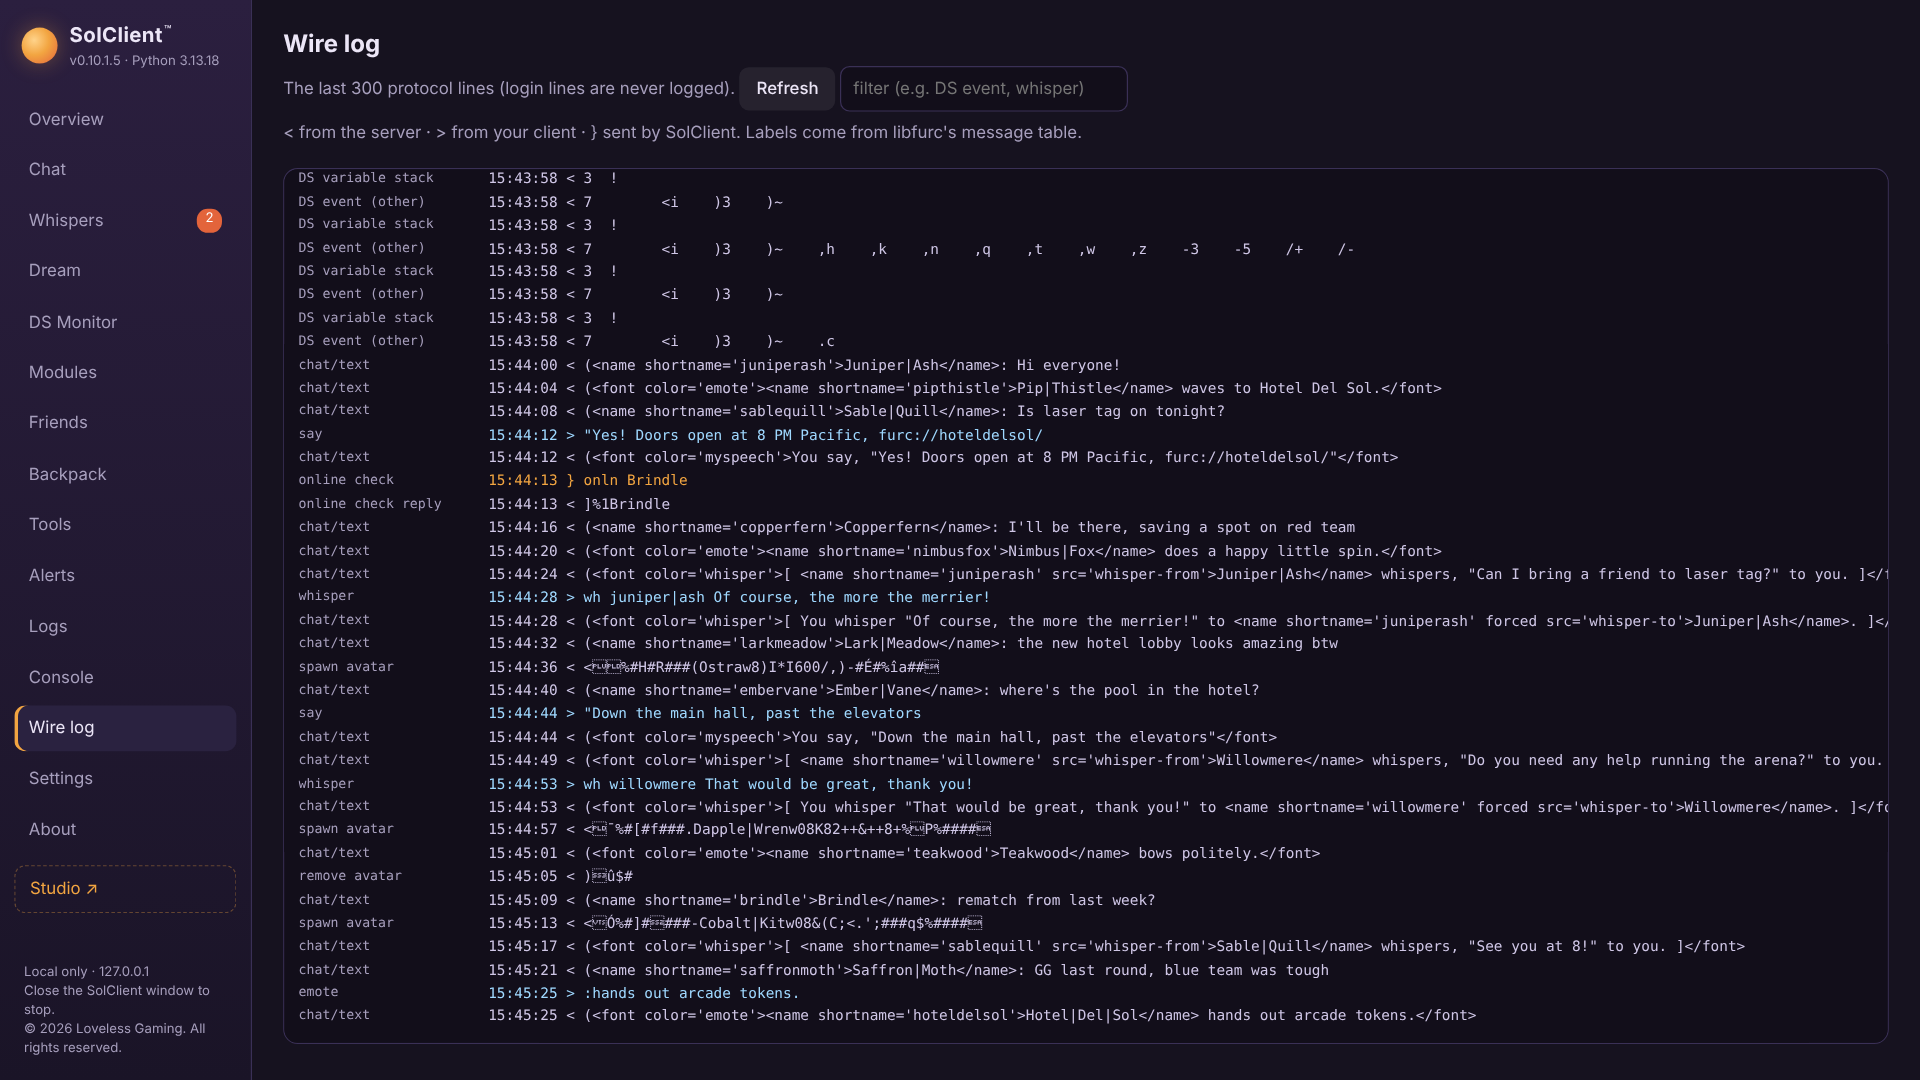 SolClient™
v0.10.1.5 · Python 3.13.18
Overview
Chat
Whispers
2
Dream
DS Monitor
Modules
Friends
Backpack
Tools
Alerts
Logs
Console
Wire log
Settings
About
Studio ↗
Local only · 127.0.0.1
Close the SolClient window to
stop.
© 2026 Loveless Gaming. All
rights reserved.
Wire log
The last 300 protocol lines (login lines are never logged). Refresh filter (e.g. DS event, whisper)
< from the server · > from your client · } sent by SolClient. Labels come from libfurc's message table.
DS variable stack 15:43:58 < 3  !
DS event (other) 15:43:58 < 7        <i    )3    )~
DS variable stack 15:43:58 < 3  !
DS event (other) 15:43:58 < 7        <i    )3    )~    ,h    ,k    ,n    ,q    ,t    ,w    ,z    -3    -5    /+    /-
DS variable stack 15:43:58 < 3  !
DS event (other) 15:43:58 < 7        <i    )3    )~
DS variable stack 15:43:58 < 3  !
DS event (other) 15:43:58 < 7        <i    )3    )~    .c
chat/text 15:44:00 < (<name shortname='juniperash'>Juniper|Ash</name>: Hi everyone!
chat/text 15:44:04 < (<font color='emote'><name shortname='pipthistle'>Pip|Thistle</name> waves to Hotel Del Sol.</font>
chat/text 15:44:08 < (<name shortname='sablequill'>Sable|Quill</name>: Is laser tag on tonight?
say 15:44:12 > "Yes! Doors open at 8 PM Pacific, furc://hoteldelsol/
chat/text 15:44:12 < (<font color='myspeech'>You say, "Yes! Doors open at 8 PM Pacific, furc://hoteldelsol/"</font>
online check 15:44:13 } onln Brindle
online check reply 15:44:13 < ]%1Brindle
chat/text 15:44:16 < (<name shortname='copperfern'>Copperfern</name>: I'll be there, saving a spot on red team
chat/text 15:44:20 < (<font color='emote'><name shortname='nimbusfox'>Nimbus|Fox</name> does a happy little spin.</font>
chat/text 15:44:24 < (<font color='whisper'>[ <name shortname='juniperash' src='whisper-from'>Juniper|Ash</name> whispers, "Can I bring a friend to laser tag?" to you. ]</
whisper 15:44:28 > wh juniper|ash Of course, the more the merrier!
chat/text 15:44:28 < (<font color='whisper'>[ You whisper "Of course, the more the merrier!" to <name shortname='juniperash' forced src='whisper-to'>Juniper|Ash</name>. ]</
chat/text 15:44:32 < (<name shortname='larkmeadow'>Lark|Meadow</name>: the new hotel lobby looks amazing btw
spawn avatar 15:44:36 < <%#H#R###(Ostraw8)I*I600/,)-#É#%îa##
chat/text 15:44:40 < (<name shortname='embervane'>Ember|Vane</name>: where's the pool in the hotel?
say 15:44:44 > "Down the main hall, past the elevators
chat/text 15:44:44 < (<font color='myspeech'>You say, "Down the main hall, past the elevators"</font>
chat/text 15:44:49 < (<font color='whisper'>[ <name shortname='willowmere' src='whisper-from'>Willowmere</name> whispers, "Do you need any help running the arena?" to you.
whisper 15:44:53 > wh willowmere That would be great, thank you!
chat/text 15:44:53 < (<font color='whisper'>[ You whisper "That would be great, thank you!" to <name shortname='willowmere' forced src='whisper-to'>Willowmere</name>. ]</fo
spawn avatar 15:44:57 < <¯%#[#f###.Dapple|Wrenw08K82++&++8+%P%####
chat/text 15:45:01 < (<font color='emote'><name shortname='teakwood'>Teakwood</name> bows politely.</font>
remove avatar 15:45:05 < )û$#
chat/text 15:45:09 < (<name shortname='brindle'>Brindle</name>: rematch from last week?
spawn avatar 15:45:13 < <Ó%#]####-Cobalt|Kitw08&(C;<.';###q$%####
chat/text 15:45:17 < (<font color='whisper'>[ <name shortname='sablequill' src='whisper-from'>Sable|Quill</name> whispers, "See you at 8!" to you. ]</font>
chat/text 15:45:21 < (<name shortname='saffronmoth'>Saffron|Moth</name>: GG last round, blue team was tough
emote 15:45:25 > :hands out arcade tokens.
chat/text 15:45:25 < (<font color='emote'><name shortname='hoteldelsol'>Hotel|Del|Sol</name> hands out arcade tokens.</font>